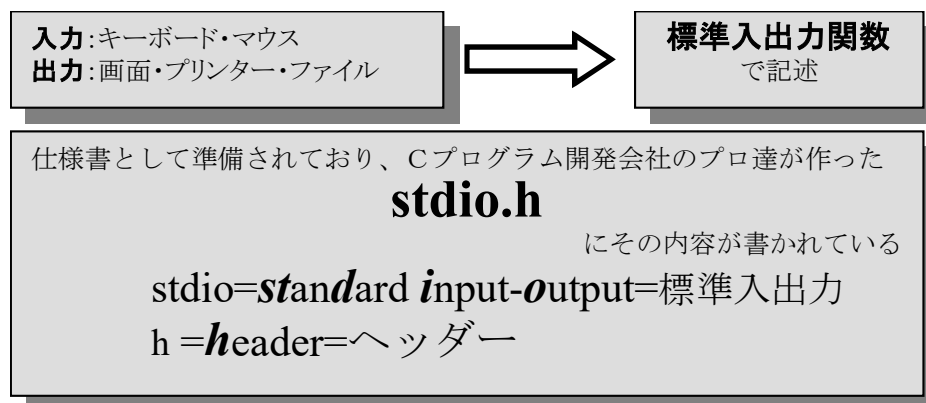 入力:キーボード・マウス
出力:画面・プリンター・ファイル
標準入出力関数
で記述
仕様書として準備されており、Cプログラム開発会社のプロ達が作った
stdio.h
にその内容が書かれている
stdio=standard input-output=標準入出力
h =header=ヘッダー